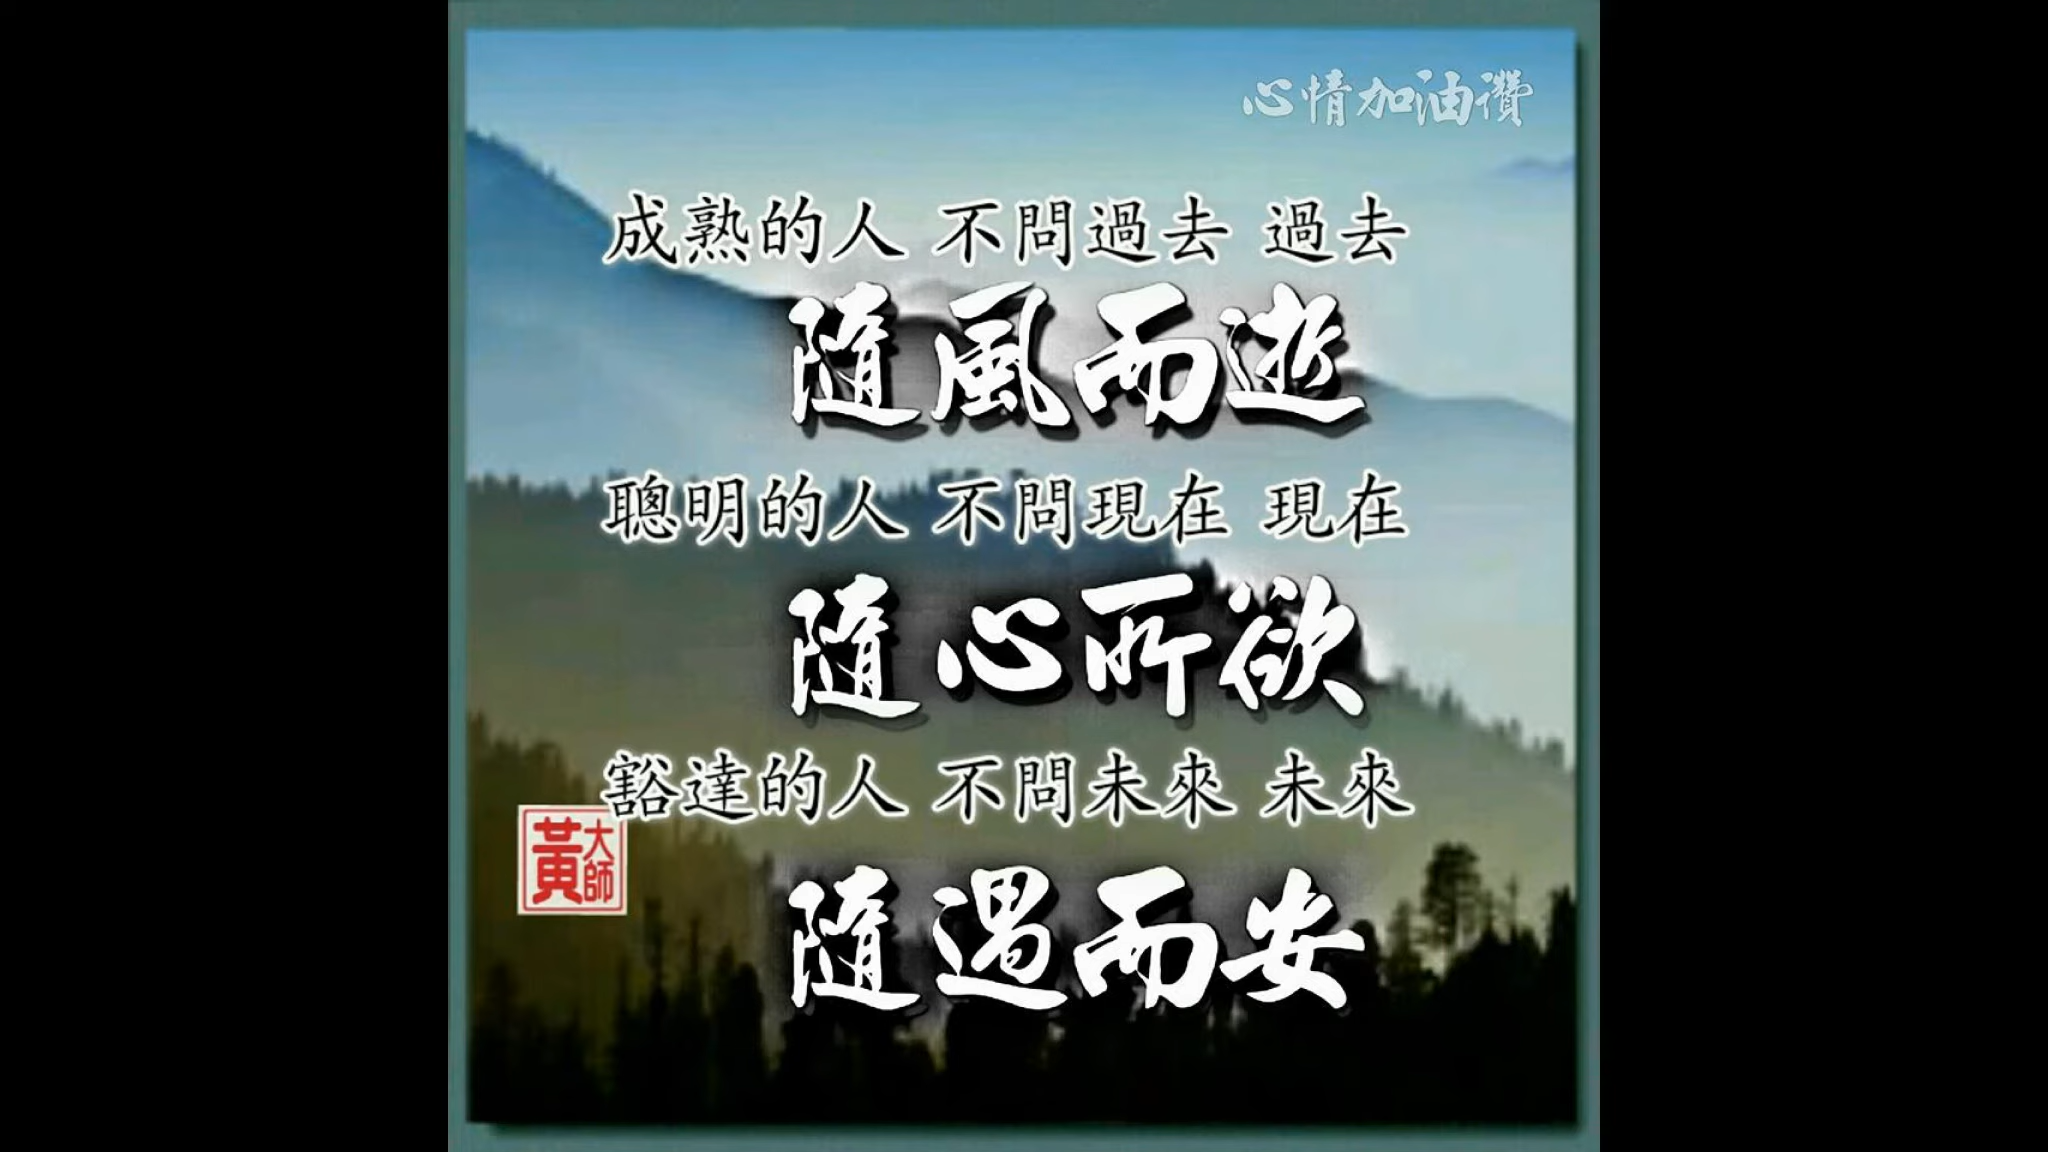 心情加油讚
成熟的人 不問過去 過去
隨風而逝
聰明的人 不問現在 現在
隨心所欲
豁達的人 不問未來 未來
隨遇而安
黃大師